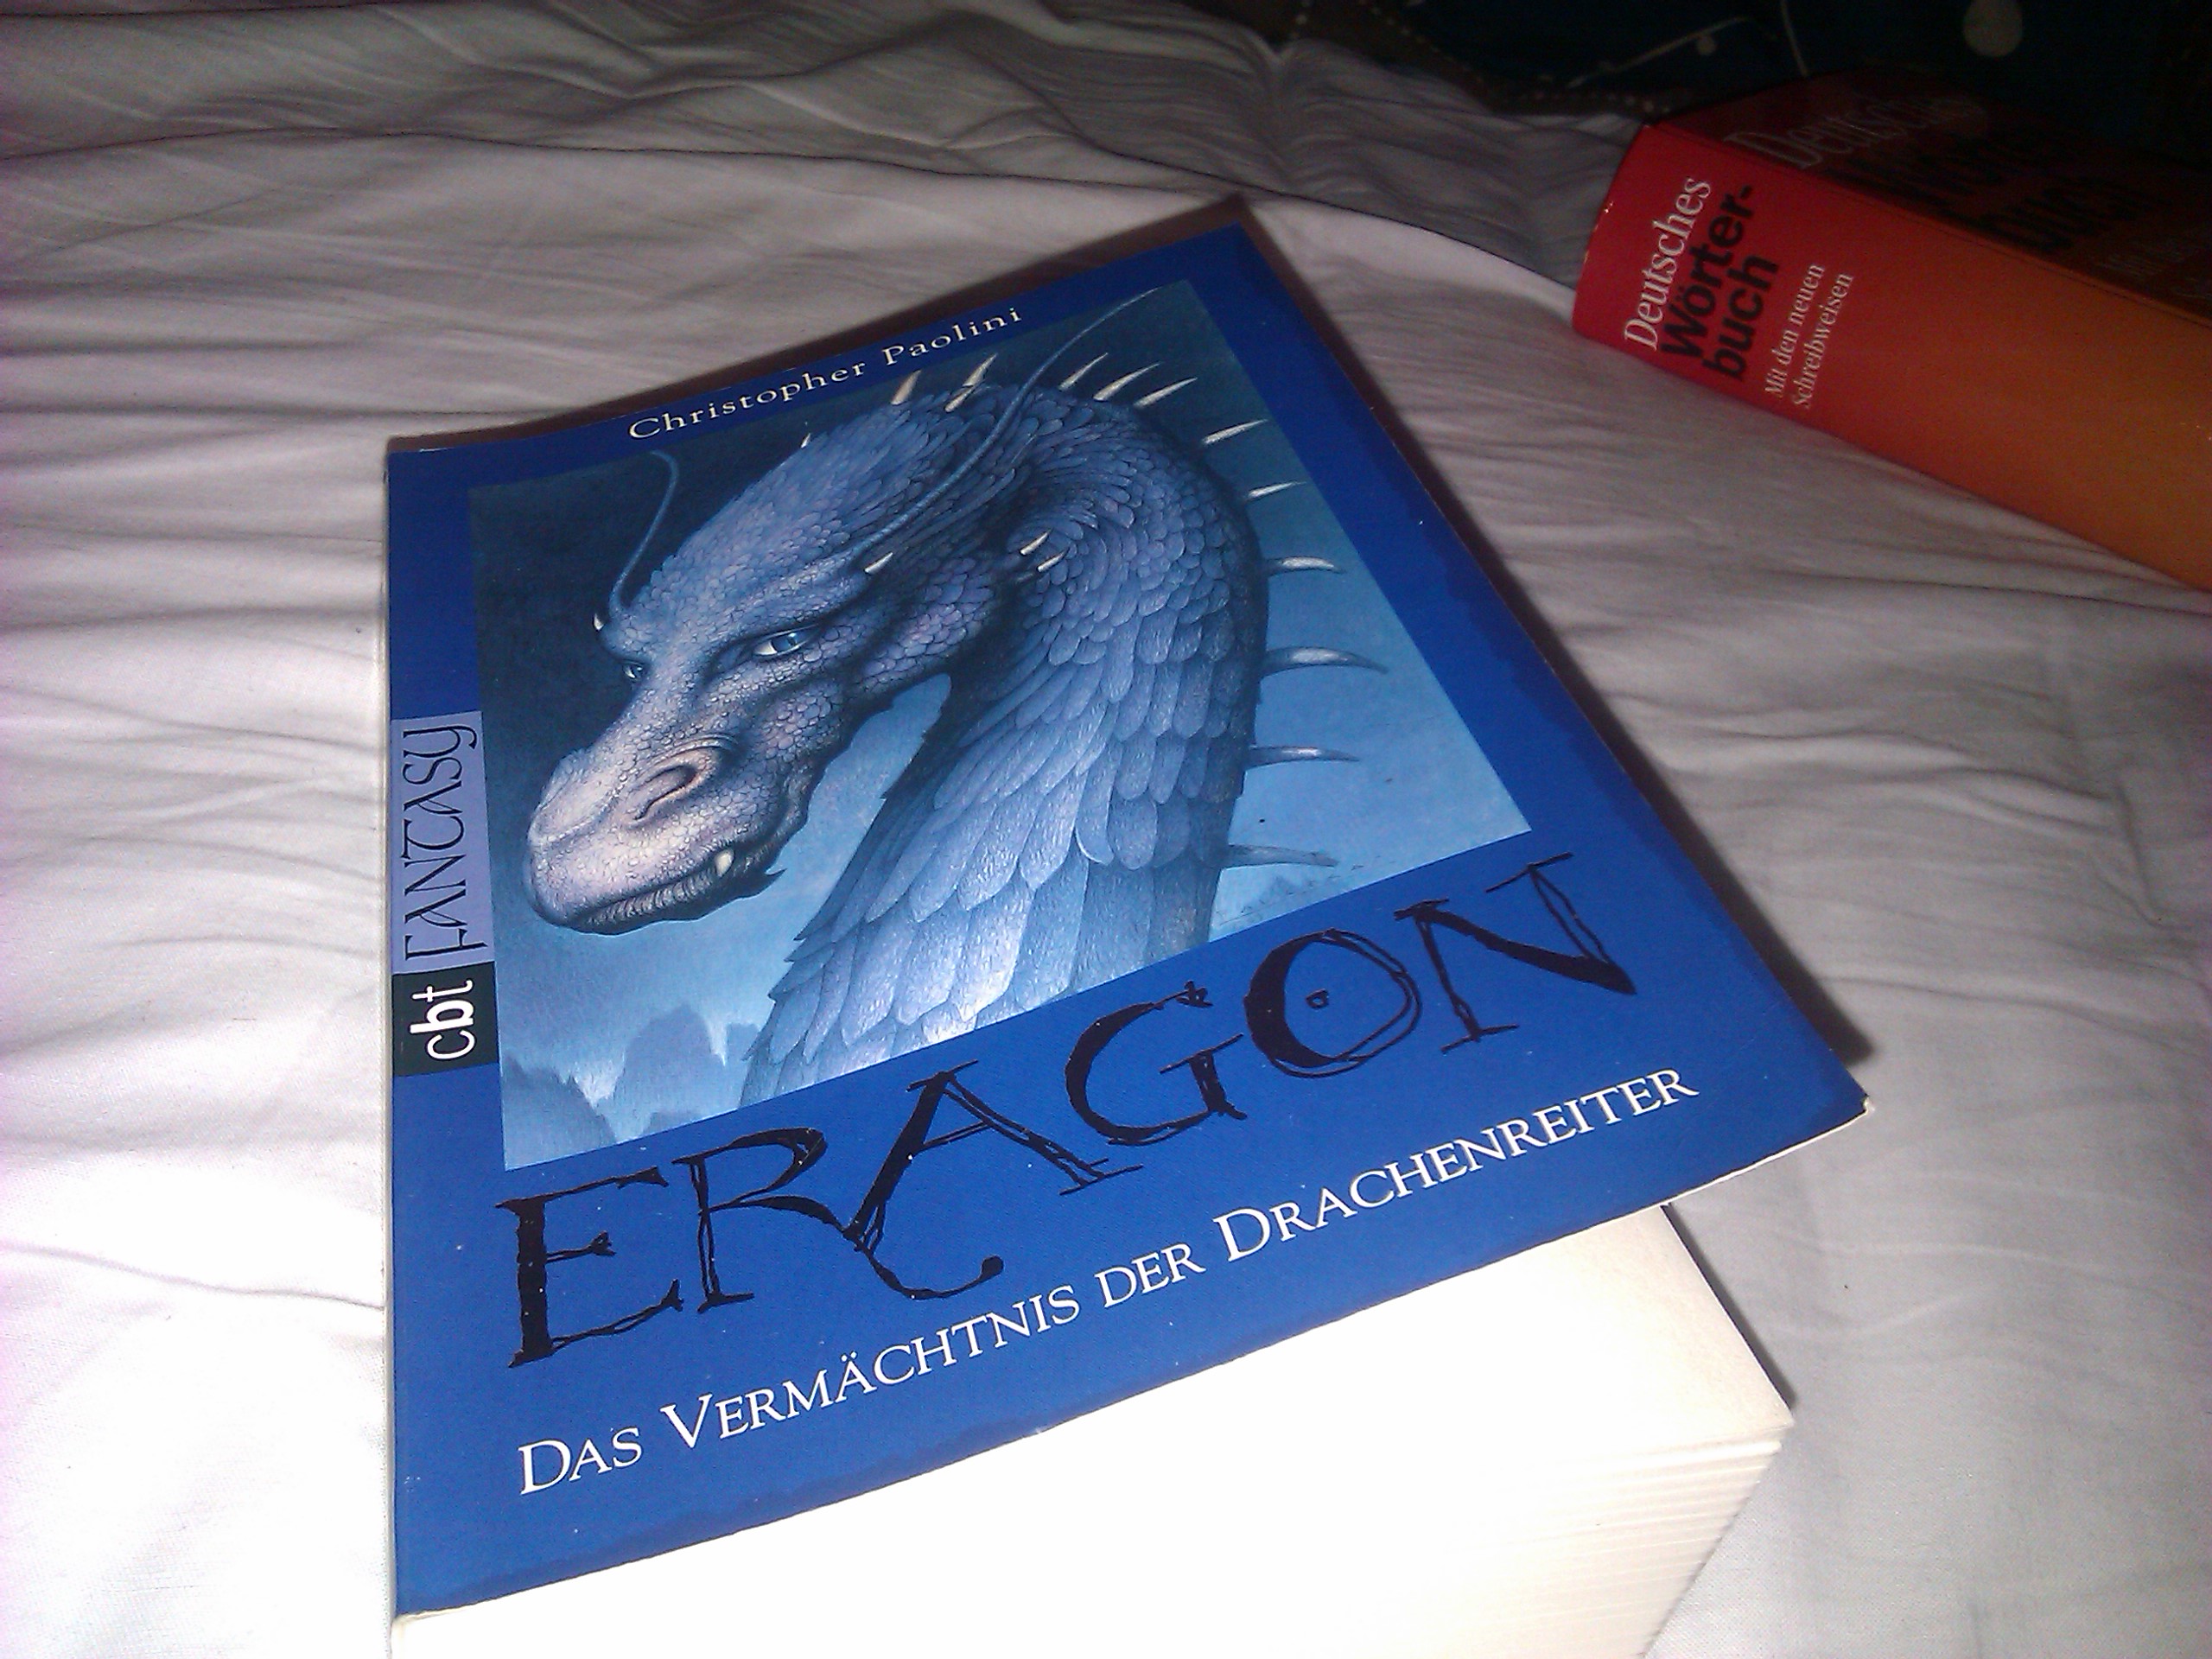 Christopher Paolini
cbt FANTASY
ERAGON
DAS VERMÄCHTNIS DER DRACHENREITER
Deutsches
Wörter-
buch
Mit den neuen
Schreibweisen